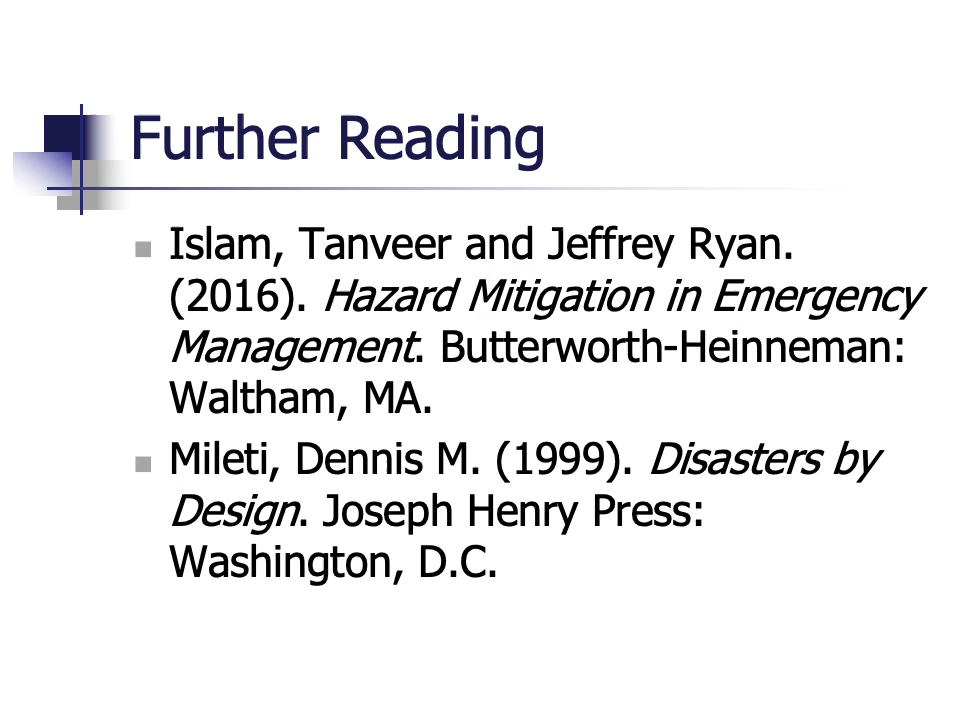 Further Reading
Islam, Tanveer and Jeffrey Ryan.
(2016). Hazard Mitigation in Emergency
Management. Butterworth-Heinneman:
Waltham, MA.
Mileti, Dennis M. (1999). Disasters by
Design. Joseph Henry Press:
Washington, D.C.